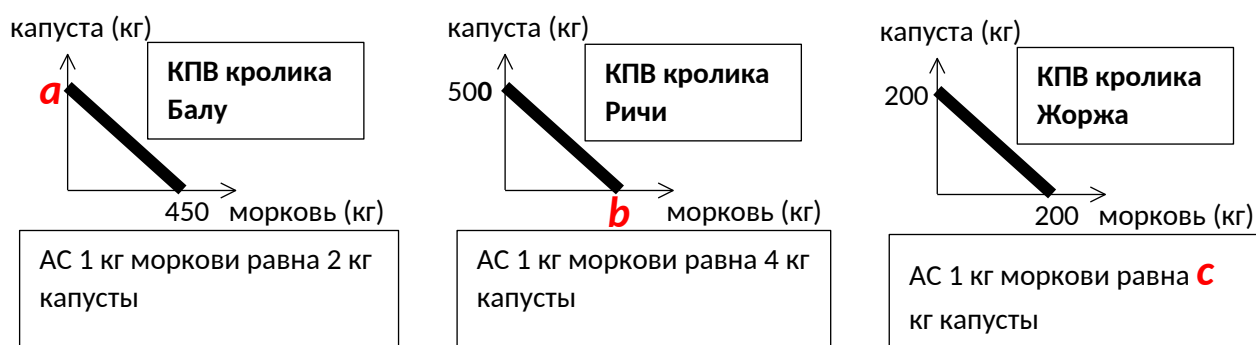 капуста (кг)
КПВ кролика
Балу
a
450 морковь (кг)
АС 1 кг моркови равна 2 кг
капусты
капуста (кг)
КПВ кролика
Ричи
500
b
морковь (кг)
АС 1 кг моркови равна 4 кг
капусты
капуста (кг)
КПВ кролика
Жоржа
200
200 морковь (кг)
АС 1 кг моркови равна c
кг капусты